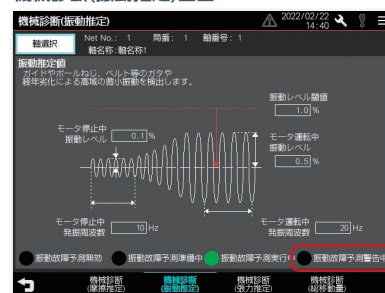 機械診断(振動推定)
2022/02/22
14:40
軸選択
Net No.: 1 局番: 1 軸番号: 1
軸名称:軸名称1
振動推定値
ガイドやボールねじ、ベルト等のガタや
経年劣化による高域の微小振動を検出します。
振動レベル閾値
1.0 %
モータ停止中
振動レベル 0.1 %
モータ運転中
振動レベル
0.5 %
モータ停止中
発振周波数 10 Hz
モータ運転中
発振周波数 20 Hz
振動故障予測無効
振動故障予測準備中
振動故障予測実行中
振動故障予測警告中
機械診断
(摩擦推定)
機械診断
(振動推定)
機械診断
(張力推定)
機械診断
(総移動量)